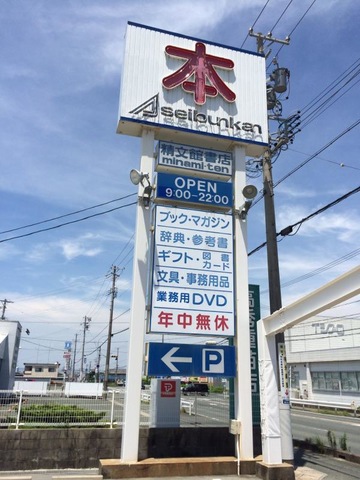 本
seibunkan
精文館書店
minami-ten
OPEN
9:00-22:00
ブック・マガジン
辞典・参考書
ギフト・図書
カード
文具・事務用品
業務用DVD
年中無休
← P